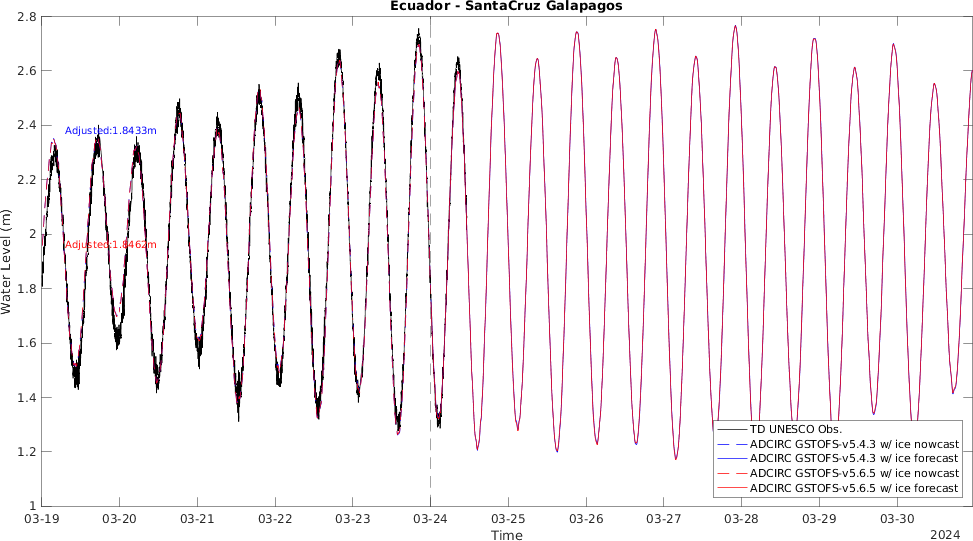 Ecuador - SantaCruz Galapagos
2.8
2.6
2.4
2.2
2
1.8
1.6
1.4
1.2
1
Water Level (m)
Adjusted:1.8433m
Adjusted:1.8462m
TD UNESCO Obs.
ADCIRC GSTOFS-v5.4.3 w/ ice nowcast
ADCIRC GSTOFS-v5.4.3 w/ ice forecast
ADCIRC GSTOFS-v5.6.5 w/ ice nowcast
ADCIRC GSTOFS-v5.6.5 w/ ice forecast
03-19 03-20 03-21 03-22 03-23 03-24 03-25 03-26 03-27 03-28 03-29 03-30
Time
2024